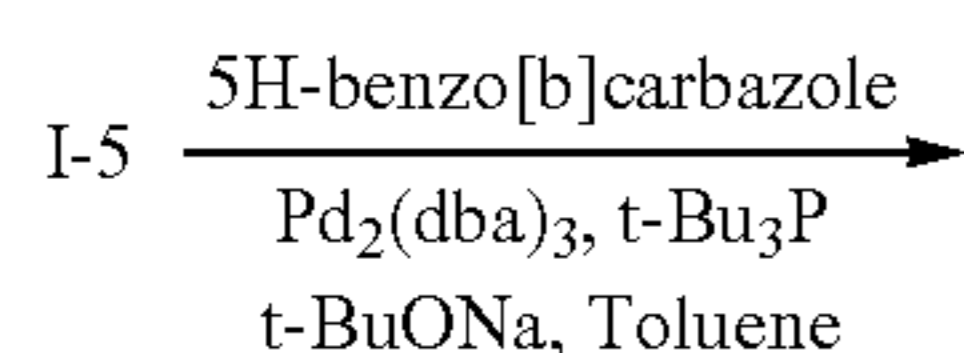 5H-benzo[b]carbazole
I-5
Pd₂(dba)₃, t-Bu₃P
t-BuONa, Toluene